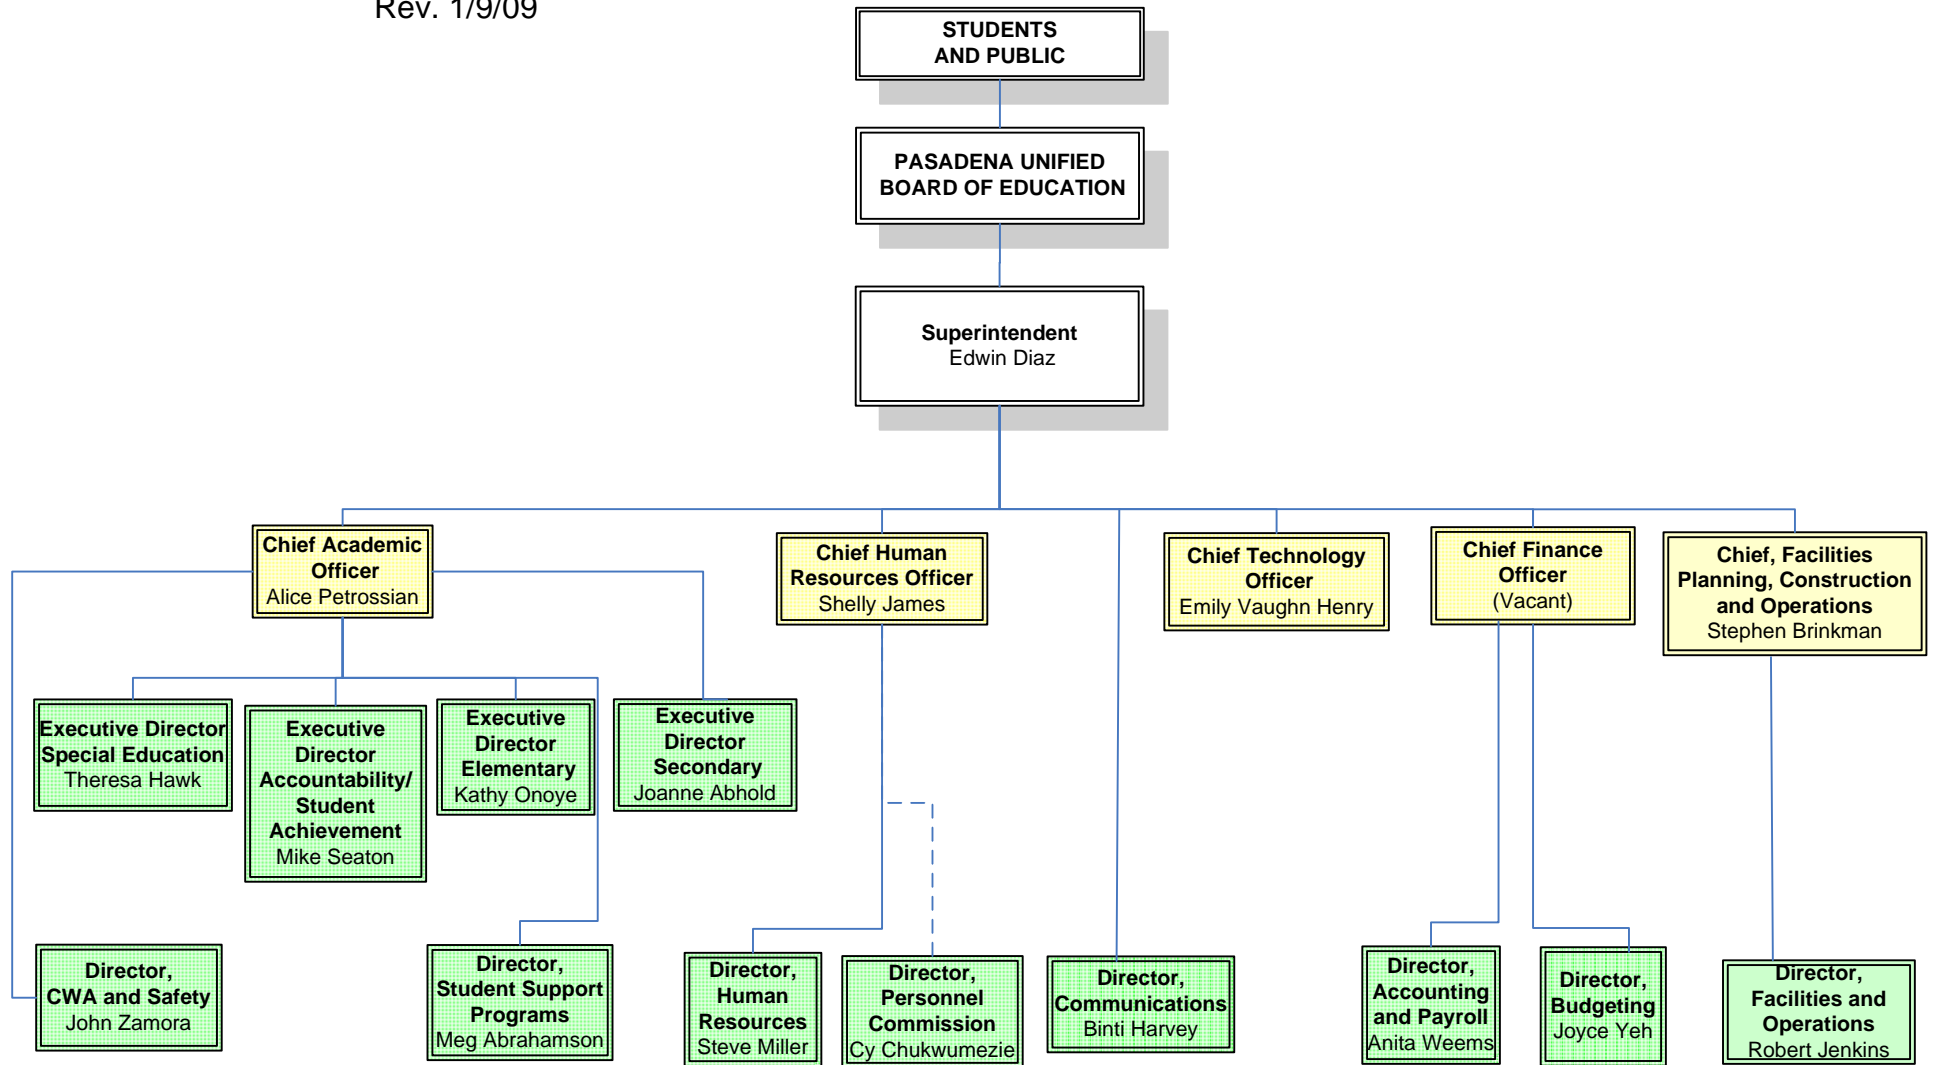 Rev. 1/9/09
STUDENTS
AND PUBLIC
PASADENA UNIFIED
BOARD OF EDUCATION
Superintendent
Edwin Diaz
Chief Academic
Officer
Alice Petrossian
Chief Human
Resources Officer
Shelly James
Chief Technology
Officer
Emily Vaughn Henry
Chief Finance
Officer
(Vacant)
Chief, Facilities
Planning, Construction
and Operations
Stephen Brinkman
Executive Director
Special Education
Theresa Hawk
Executive
Director
Accountability/
Student
Achievement
Mike Seaton
Executive
Director
Elementary
Kathy Onoye
Executive
Director
Secondary
Joanne Abhold
Director,
CWA and Safety
John Zamora
Director,
Student Support
Programs
Meg Abrahamson
Director,
Human
Resources
Steve Miller
Director,
Personnel
Commission
Cy Chukwumezie
Director,
Communications
Binti Harvey
Director,
Accounting
and Payroll
Anita Weems
Director,
Budgeting
Joyce Yeh
Director,
Facilities and
Operations
Robert Jenkins